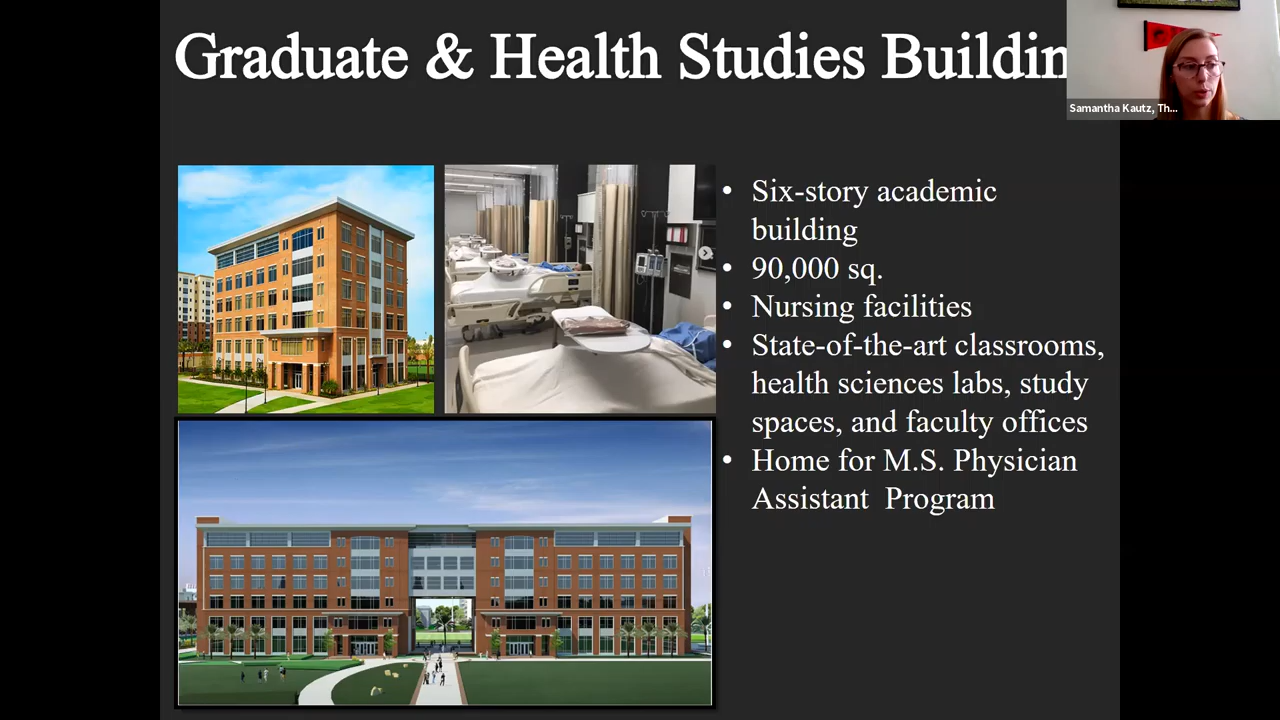 Graduate & Health Studies Buildin
Samantha Kautz, Th...
• Six-story academic
building
• 90,000 sq.
• Nursing facilities
• State-of-the-art classrooms,
health sciences labs, study
spaces, and faculty offices
• Home for M.S. Physician
Assistant  Program